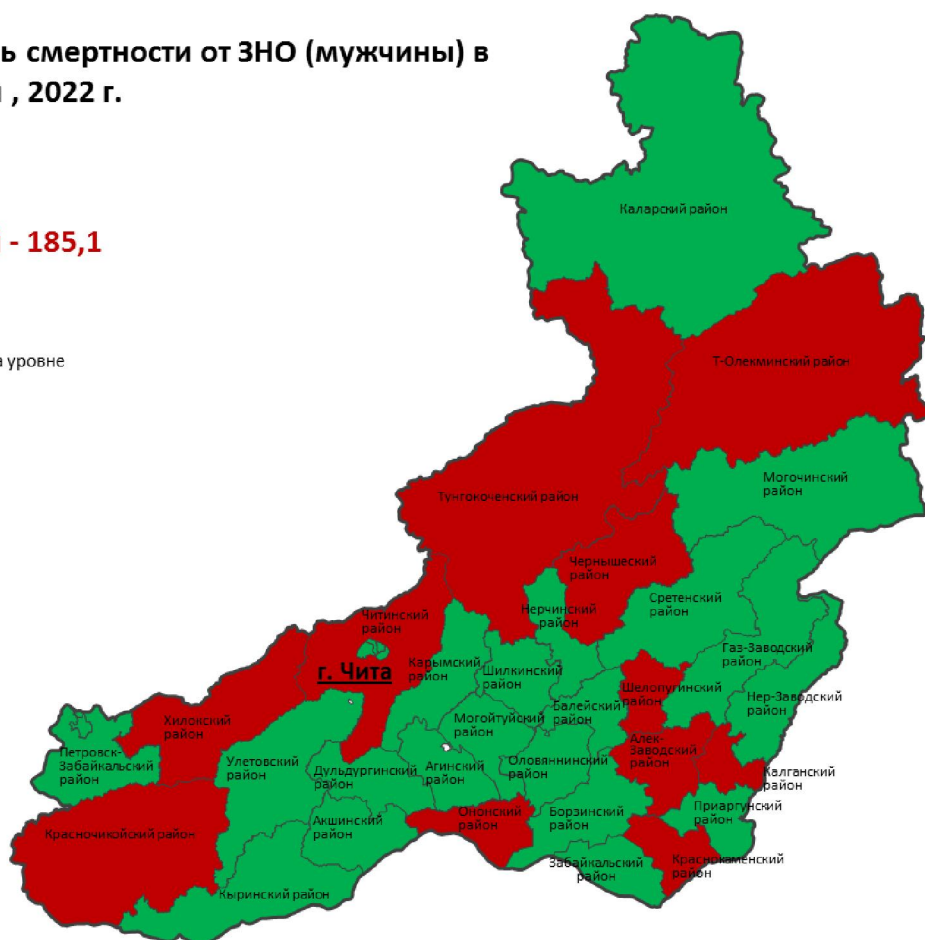 ь смертности от ЗНО (мужчины) в
, 2022 г.
- 185,1
а уровне
Каларский район
Т-Олекминский район
Могочинский
район
Тунгокоченский район
Чернышеский
район
Сретенский
район
Нерчинский
район
Читинский
район
г. Чита
Карымский
район
Шилкинский
район
Газ-Заводский
район
Шелопугинский
район
Нер-Заводский
район
Балейский
район
Могойтуйский
район
Хилокский
район
Алек-
Заводский
район
Петровск-
Забайкальский
район
Улетовский
район
Дульдургинский
район
Агинский
район
Оловяннинский
район
Калганский
район
Приаргунский
район
Ононский
район
Борзинский
район
Акшинский
район
Красночикойский район
Забайкальский
район
Краснокаменский
район
Кыринский район